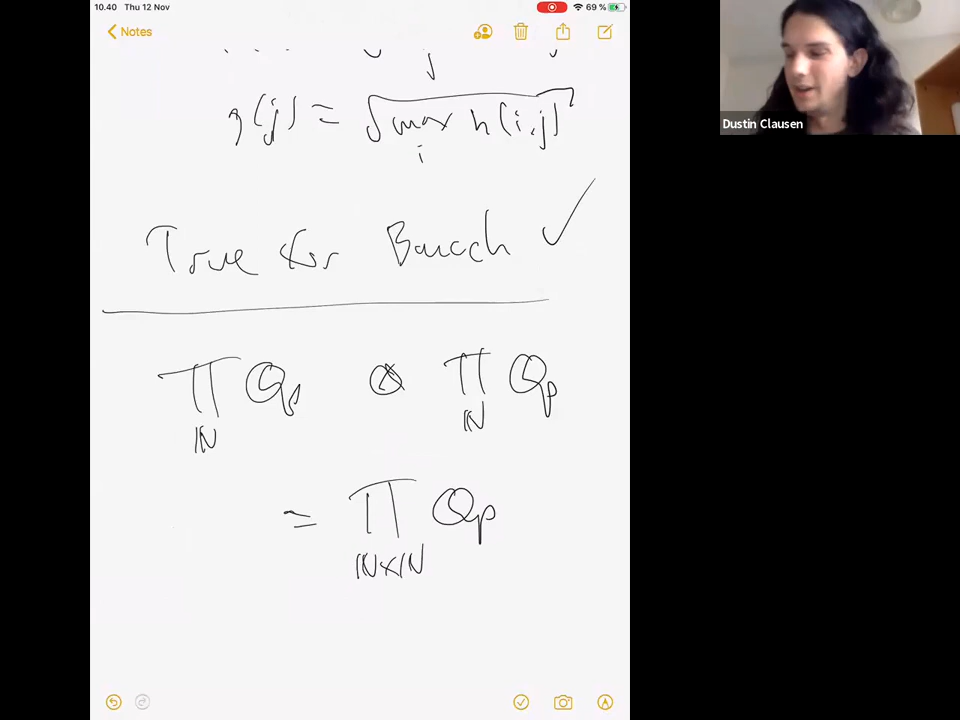 10.40 Thu 12 Nov
69 %
Notes
g(j) = √(max h(i,j))
i
True for Banach ✓
∏ Qp ⊗ ∏ Qp
ℕ ℕ
= ∏ Qp
ℕ×ℕ
Dustin Clausen